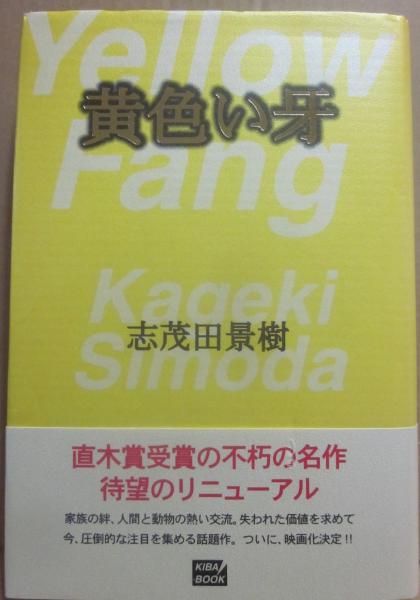 Yellow
黄色い牙
Fang
Kageki
志茂田景樹
Simoda
直木賞受賞の不朽の名作
待望のリニューアル
家族の絆、人間と動物の熱い交流。失われた価値を求めて
今、圧倒的な注目を集める話題作。ついに、映画化決定!!
KIBA
BOOK